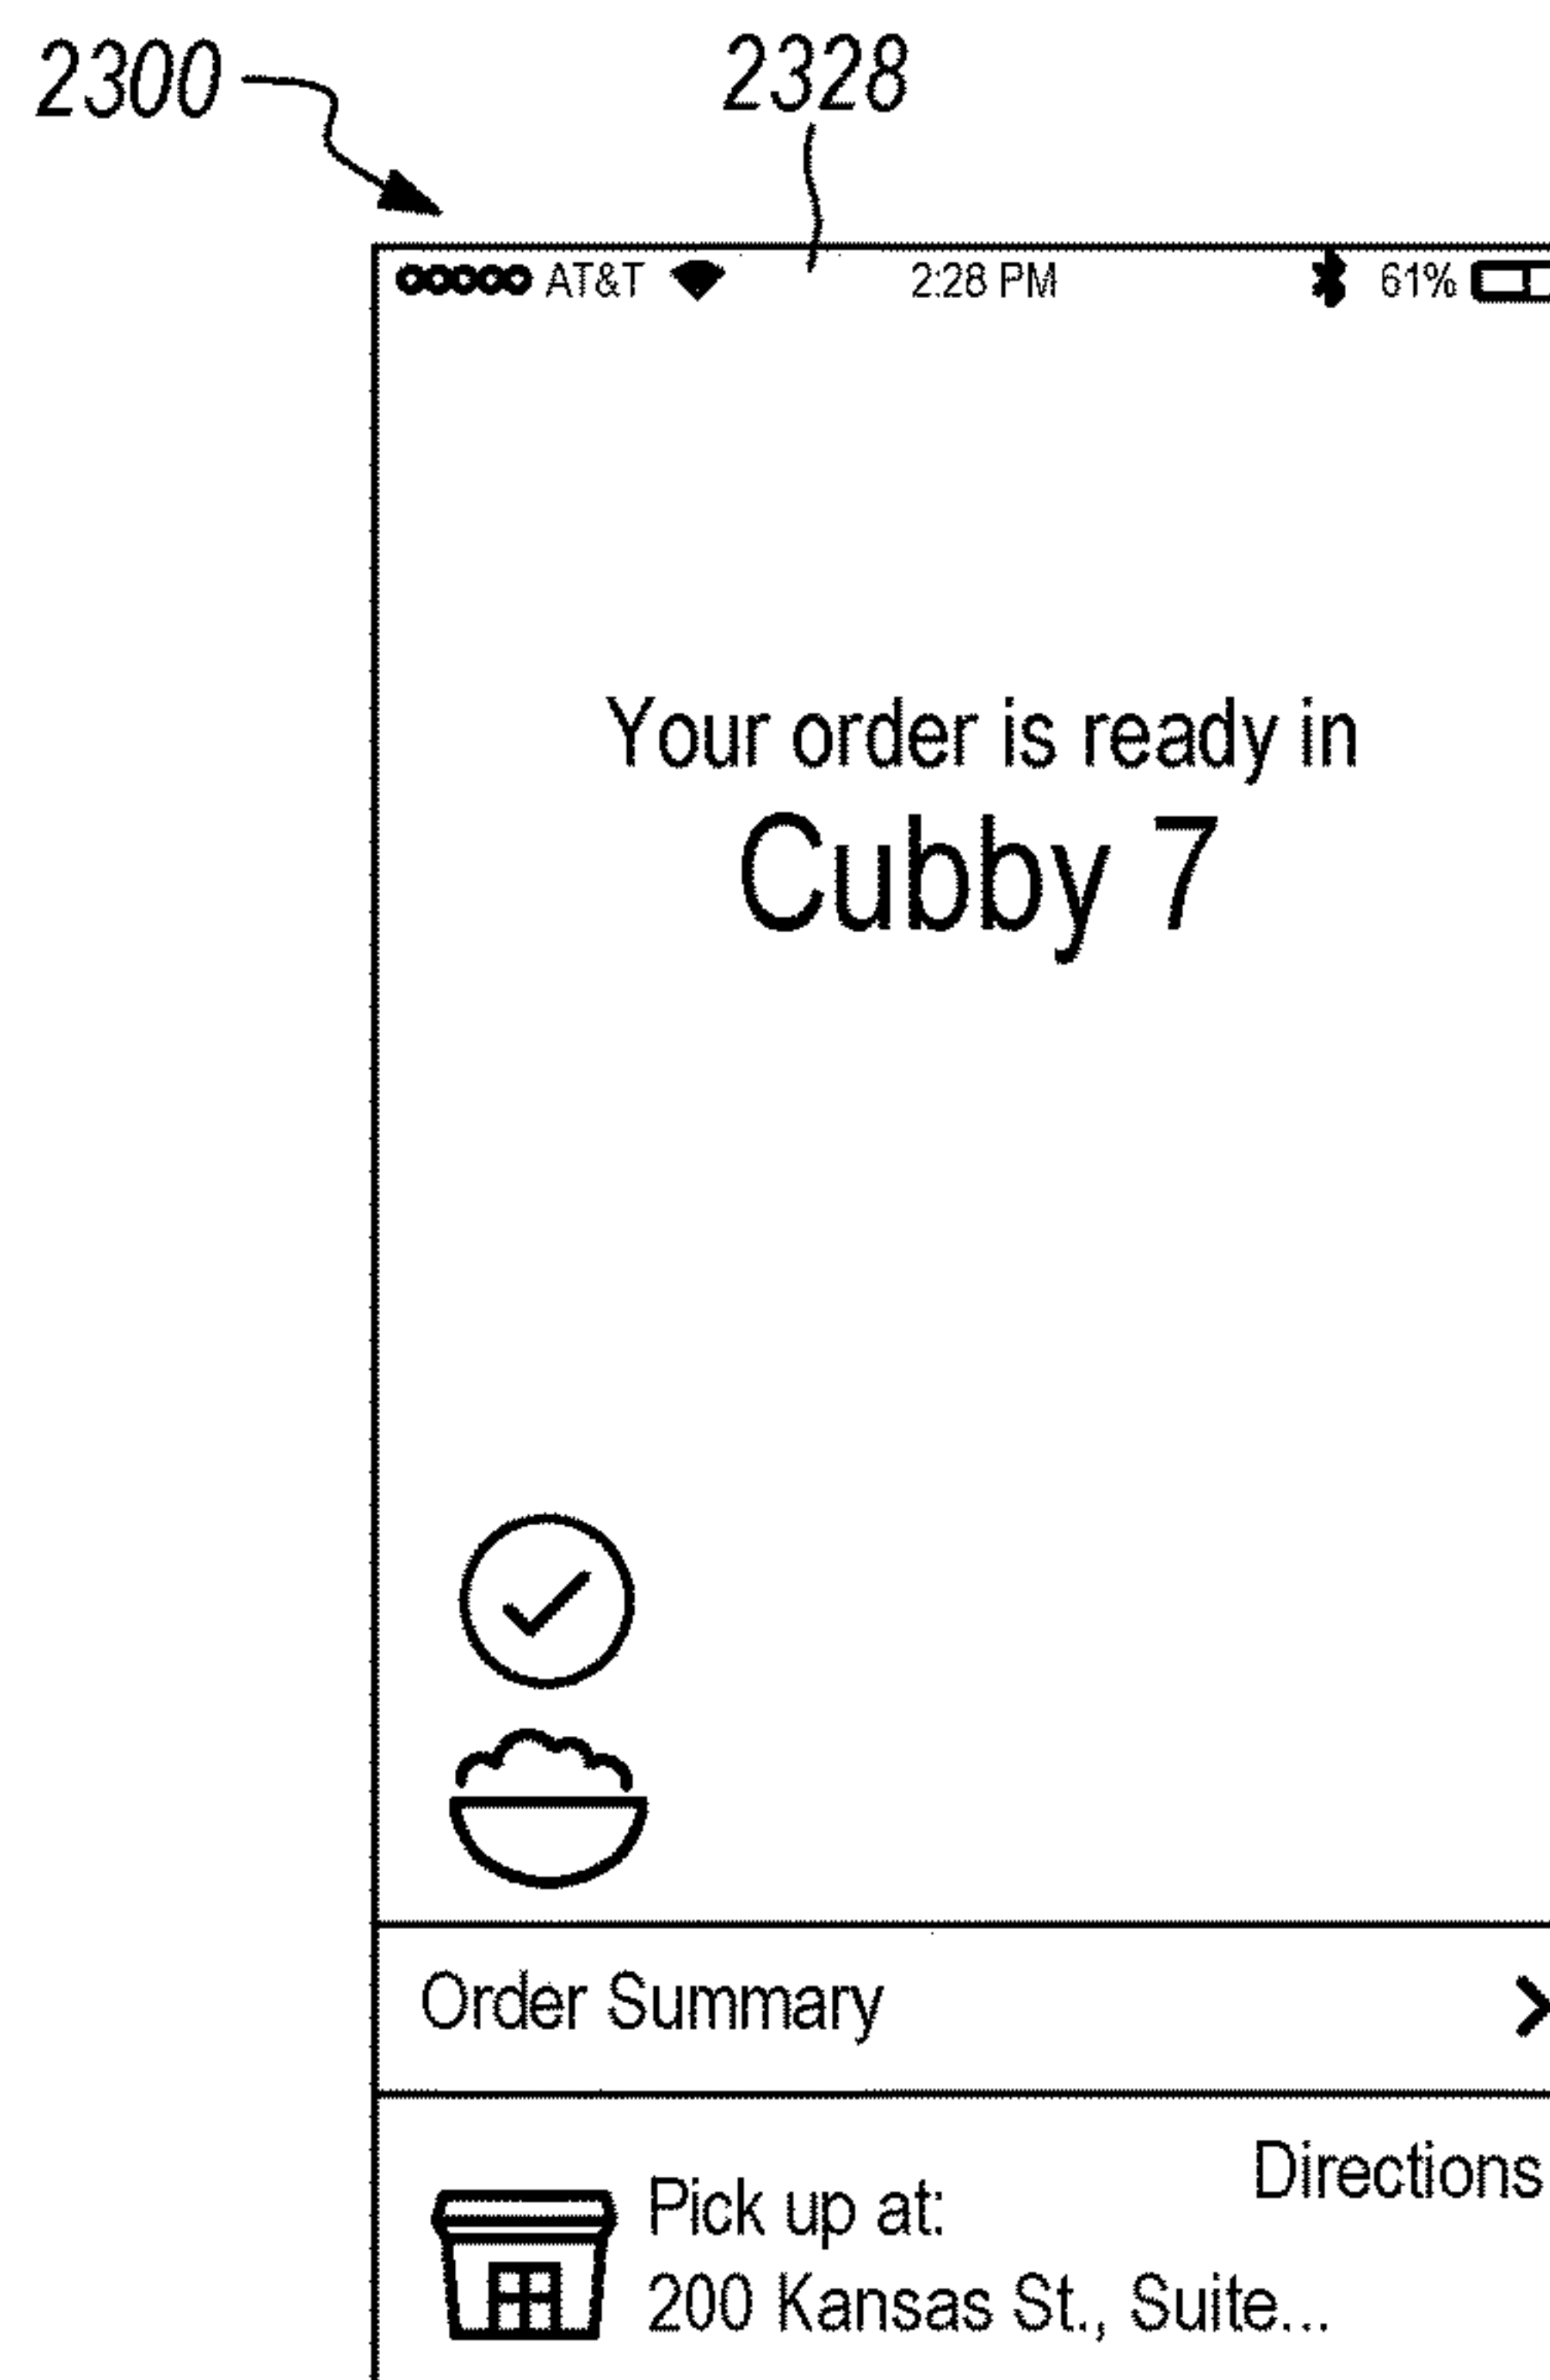 2300
2328
AT&T 2:28 PM 61%
Your order is ready in
Cubby 7
Order Summary
Directions
Pick up at:
200 Kansas St., Suite...